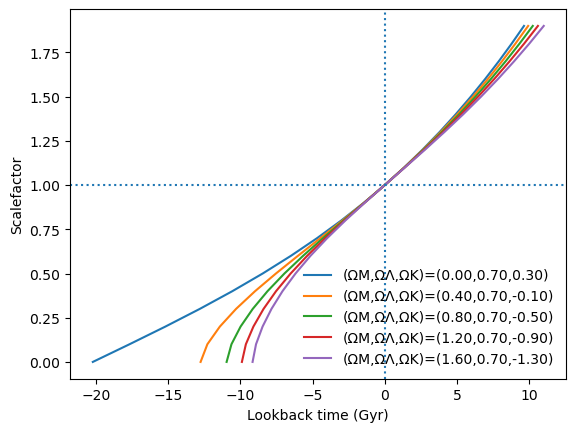 1.75
1.50
1.25
1.00
0.75
0.50
0.25
0.00
Scalefactor
(ΩM,ΩΛ,ΩK)=(0.00,0.70,0.30)
(ΩM,ΩΛ,ΩK)=(0.40,0.70,-0.10)
(ΩM,ΩΛ,ΩK)=(0.80,0.70,-0.50)
(ΩM,ΩΛ,ΩK)=(1.20,0.70,-0.90)
(ΩM,ΩΛ,ΩK)=(1.60,0.70,-1.30)
−20 −15 −10 −5 0 5 10
Lookback time (Gyr)